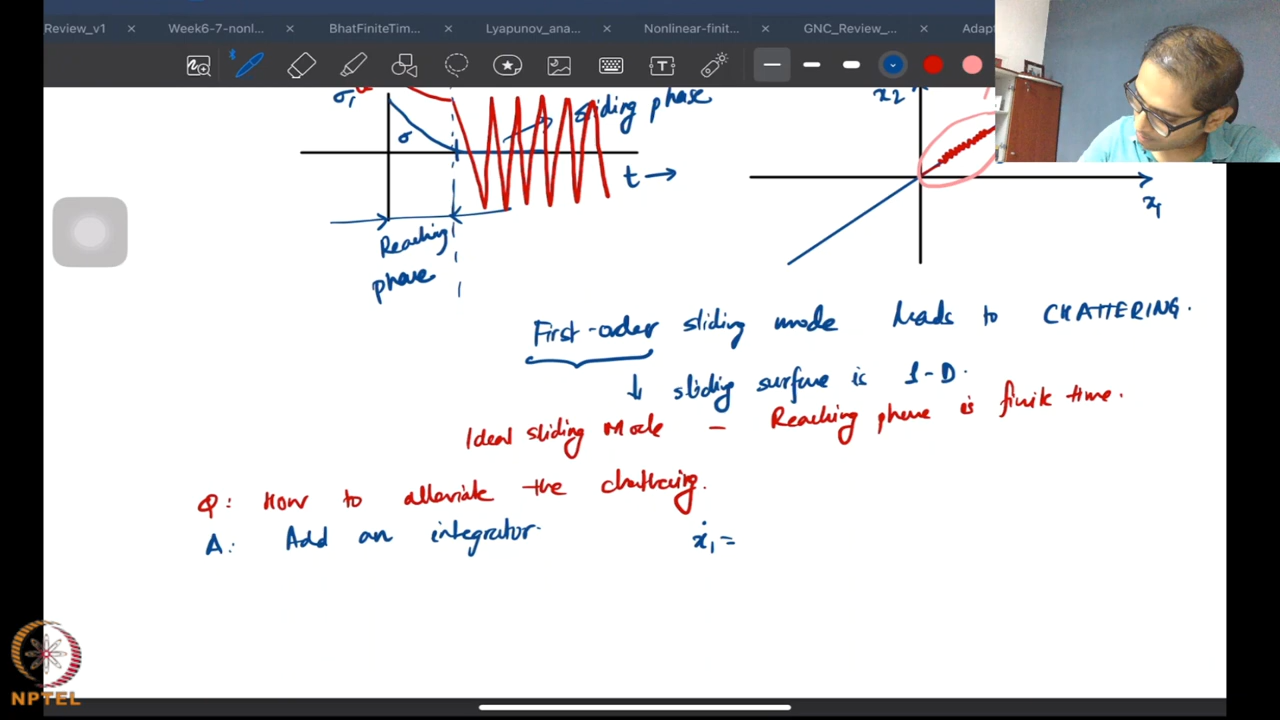 Review_v1 × Week6-7-nonl... × BhatFiniteTim... × Lyapunov_ana... × Nonlinear-finit... × GNC_Review_... × Adap
T
σ₁
σ
sliding phase
t →
Reaching
phase
x₂
x₁
First-order sliding mode leads to CHATTERING.
↓ sliding surface is 1-D.
Ideal sliding Mode – Reaching phase is finite time.
Q: How to alleviate the chattering.
A: Add an integrator. ẋ₁ =
NPTEL